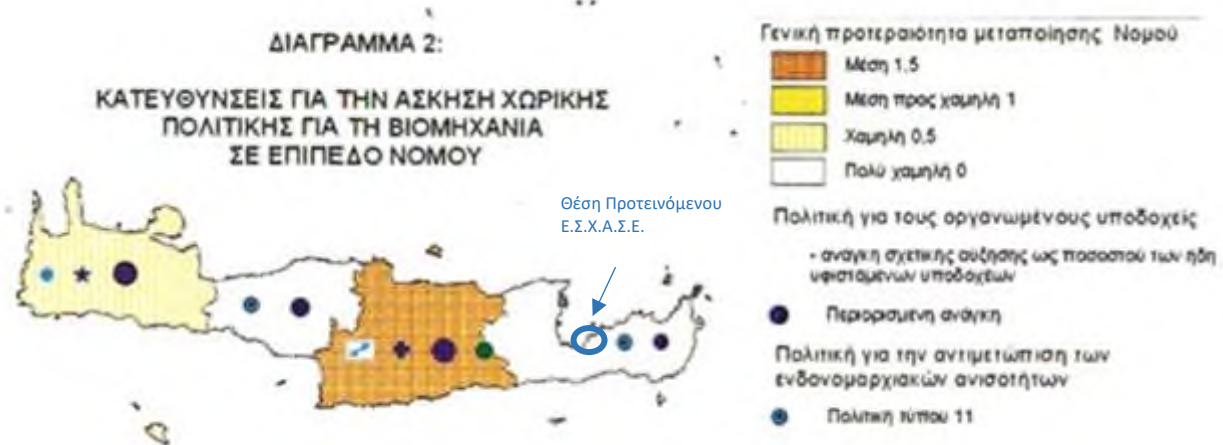 ΔΙΑΓΡΑΜΜΑ 2:
ΚΑΤΕΥΘΥΝΣΕΙΣ ΓΙΑ ΤΗΝ ΑΣΚΗΣΗ ΧΩΡΙΚΗΣ
ΠΟΛΙΤΙΚΗΣ ΓΙΑ ΤΗ ΒΙΟΜΗΧΑΝΙΑ
ΣΕ ΕΠΙΠΕΔΟ ΝΟΜΟΥ
Θέση Προτεινόμενου
Ε.Σ.Χ.Α.Σ.Ε.
Γενική προτεραιότητα μεταποίησης Νομού
Μέση 1,5
Μέση προς χαμηλή 1
Χαμηλή 0,5
Πολύ χαμηλή 0
Πολιτική για τους οργανωμένους υποδοχείς
- ανάγκη σχετικής αύξησης ως ποσοστού των ήδη
υφιστάμενων υποδοχέων
Περιορισμένη ανάγκη
Πολιτική για την αντιμετώπιση των
ενδονομαρχιακών ανισοτήτων
Πολιτική τύπου 11